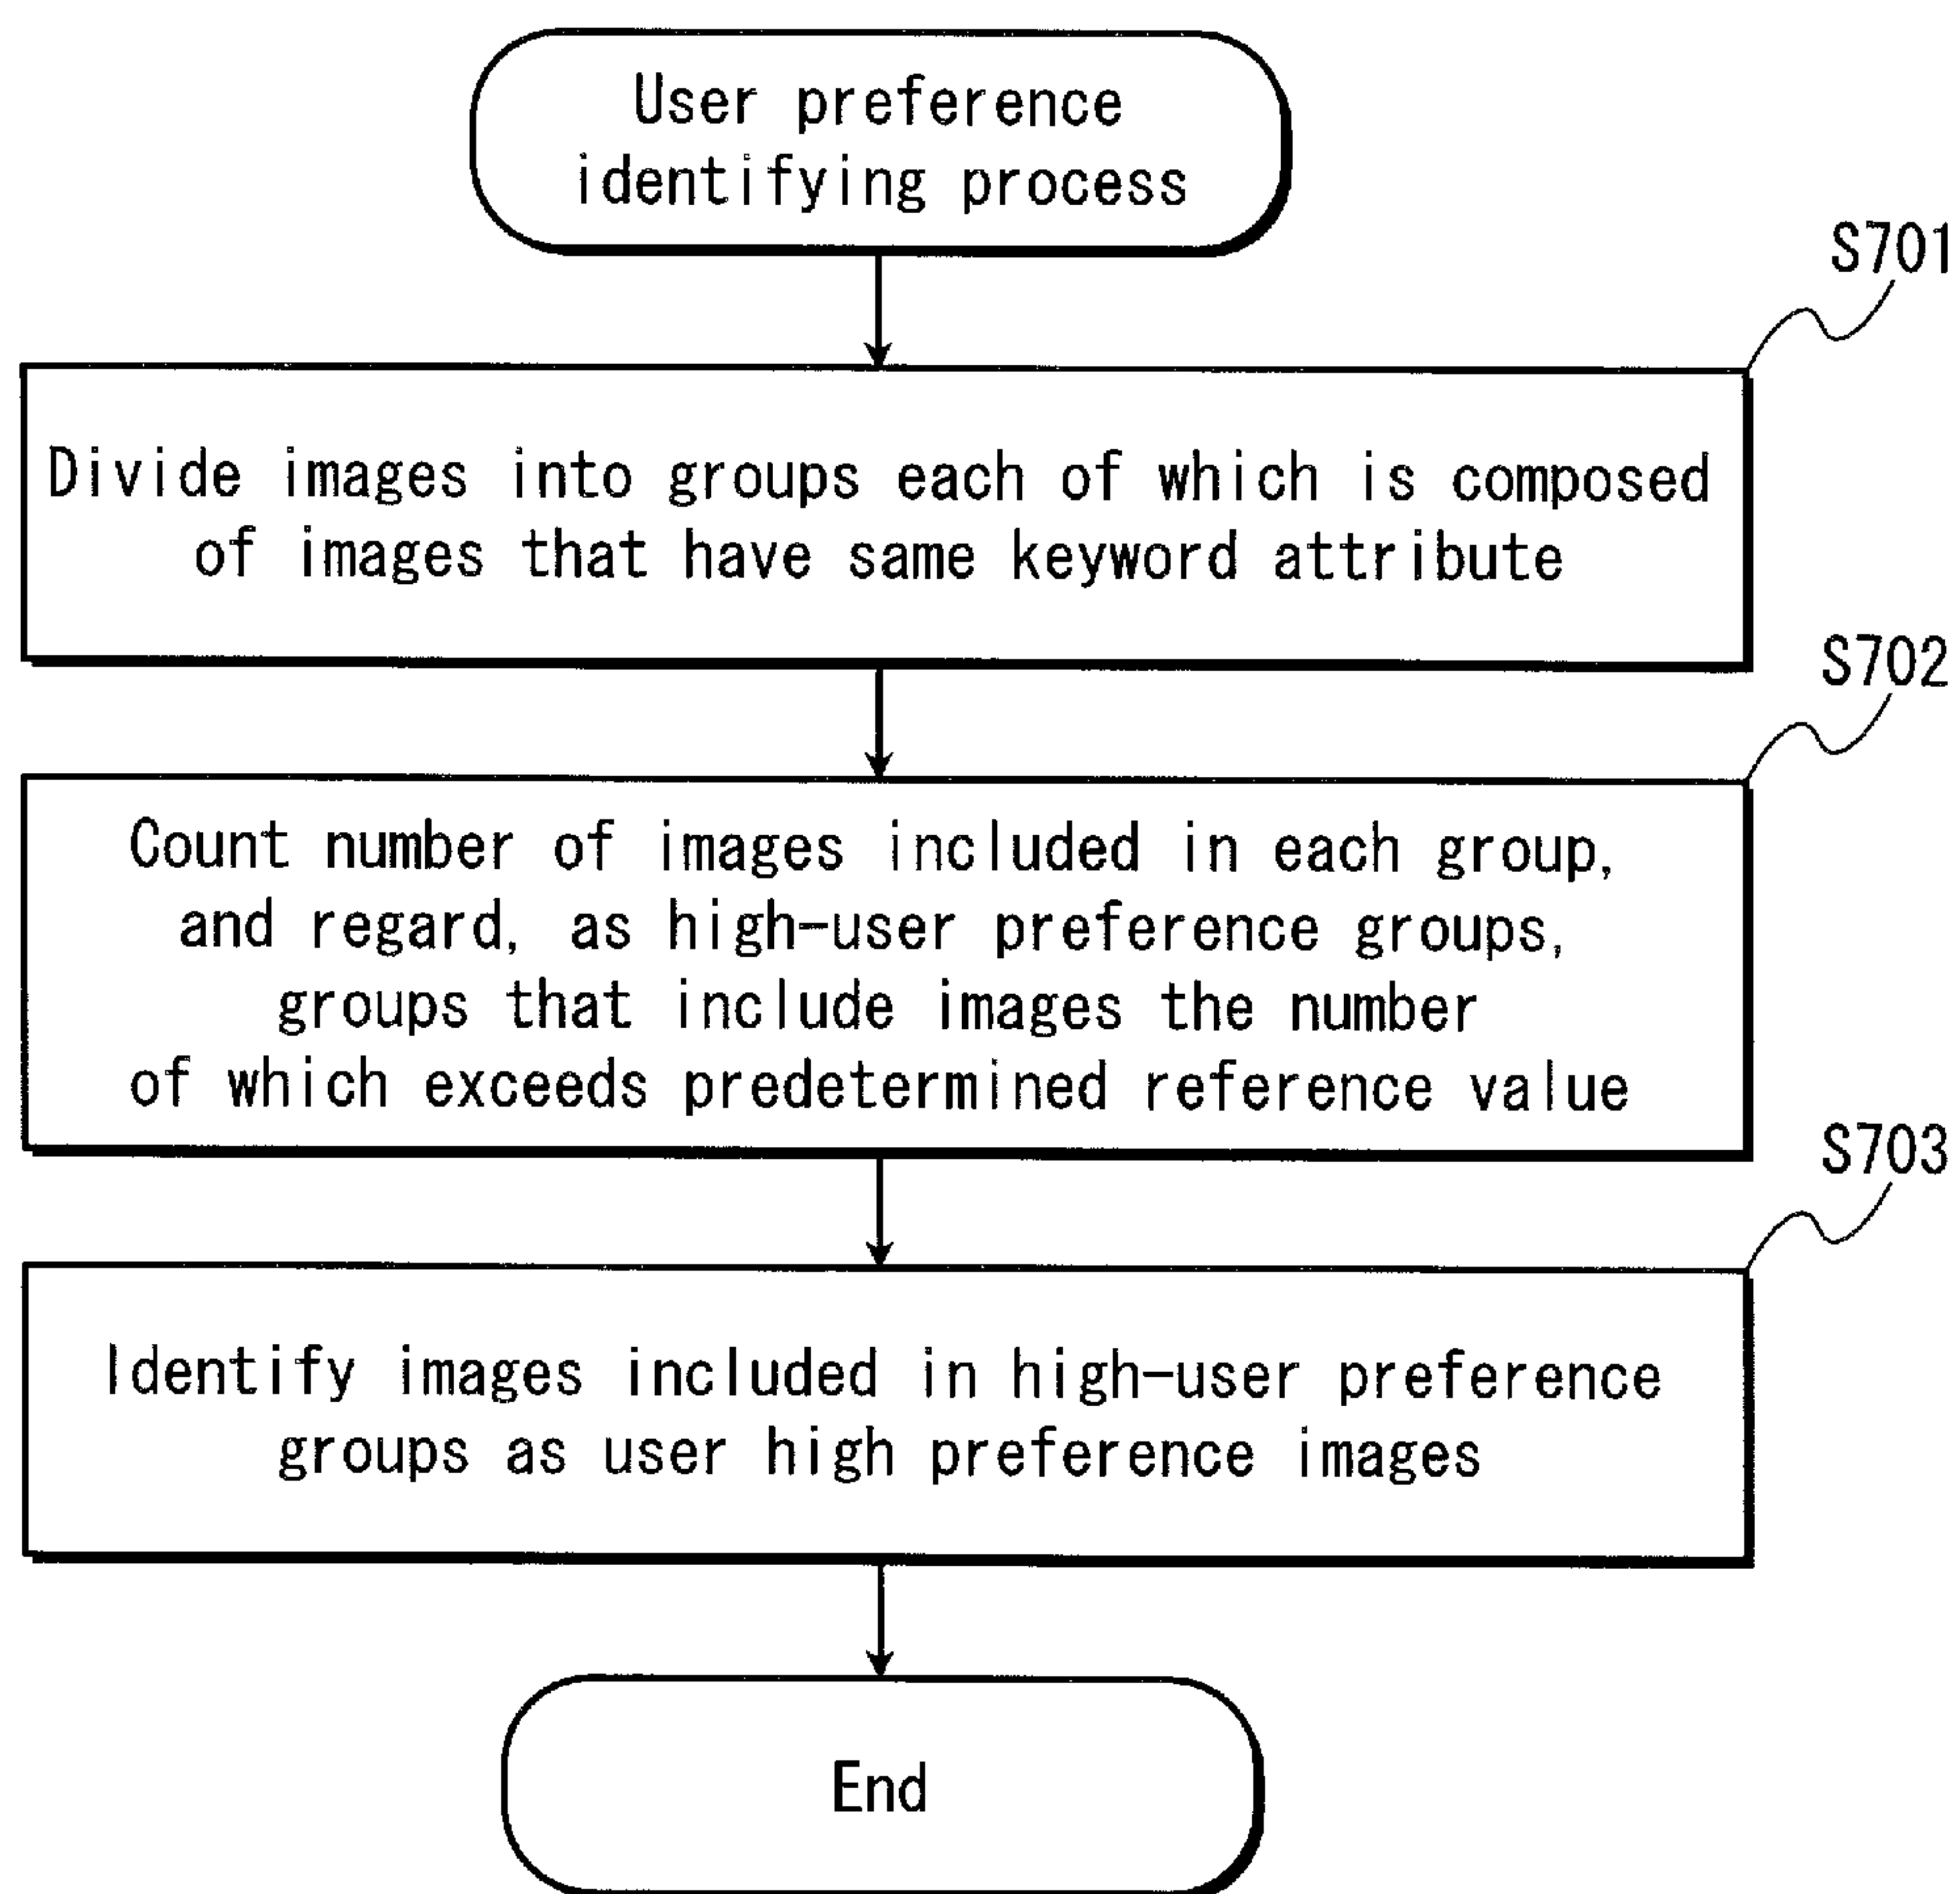 User preference
identifying process
S701
Divide images into groups each of which is composed
of images that have same keyword attribute
S702
Count number of images included in each group,
and regard, as high-user preference groups,
groups that include images the number
of which exceeds predetermined reference value
S703
Identify images included in high-user preference
groups as user high preference images
End